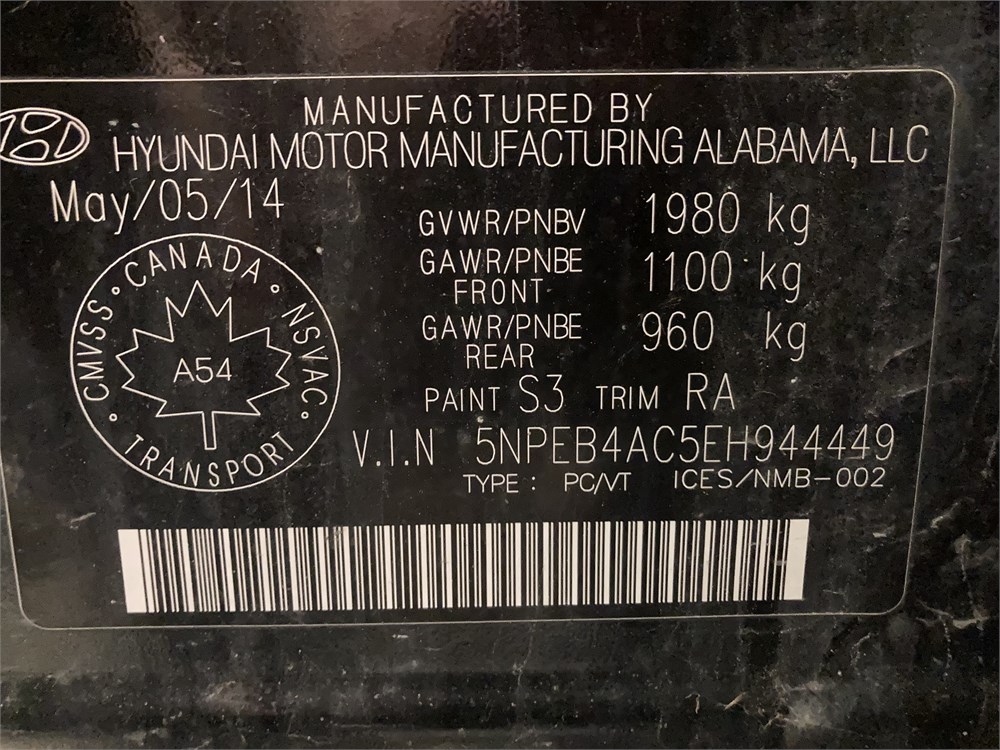 MANUFACTURED BY
HYUNDAI MOTOR MANUFACTURING ALABAMA, LLC
May/05/14
GVWR/PNBV 1980 kg
GAWR/PNBE FRONT 1100 kg
GAWR/PNBE REAR 960 kg
PAINT S3 TRIM RA
V.I.N 5NPEB4AC5EH944449
TYPE : PC/VT ICES/NMB-002
CMVSS • CANADA • NSVAC • TRANSPORT •
A54